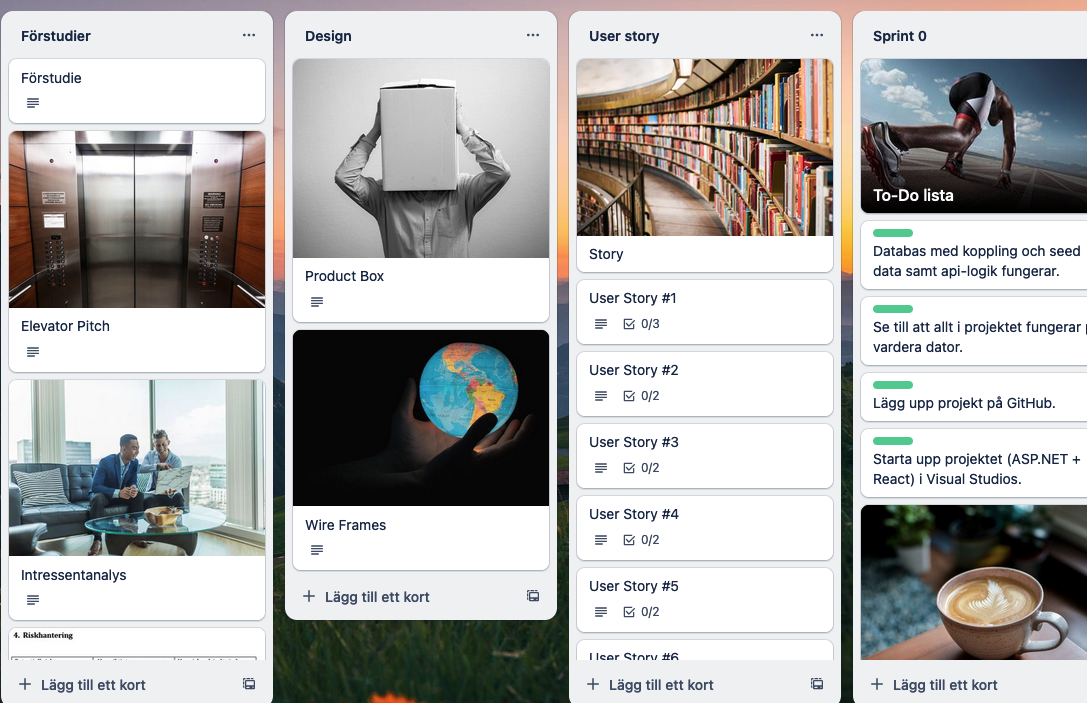 Förstudier
Förstudie
Elevator Pitch
Intressentanalys
4. Riskhantering
+ Lägg till ett kort
Design
Product Box
Wire Frames
+ Lägg till ett kort
User story
Story
User Story #1
0/3
User Story #2
0/2
User Story #3
0/2
User Story #4
0/2
User Story #5
0/2
User Story #6
+ Lägg till ett kort
Sprint 0
To-Do lista
Databas med koppling och seed
data samt api-logik fungerar.
Se till att allt i projektet fungerar
vardera dator.
Lägg upp projekt på GitHub.
Starta upp projektet (ASP.NET +
React) i Visual Studios.
+ Lägg till ett kort